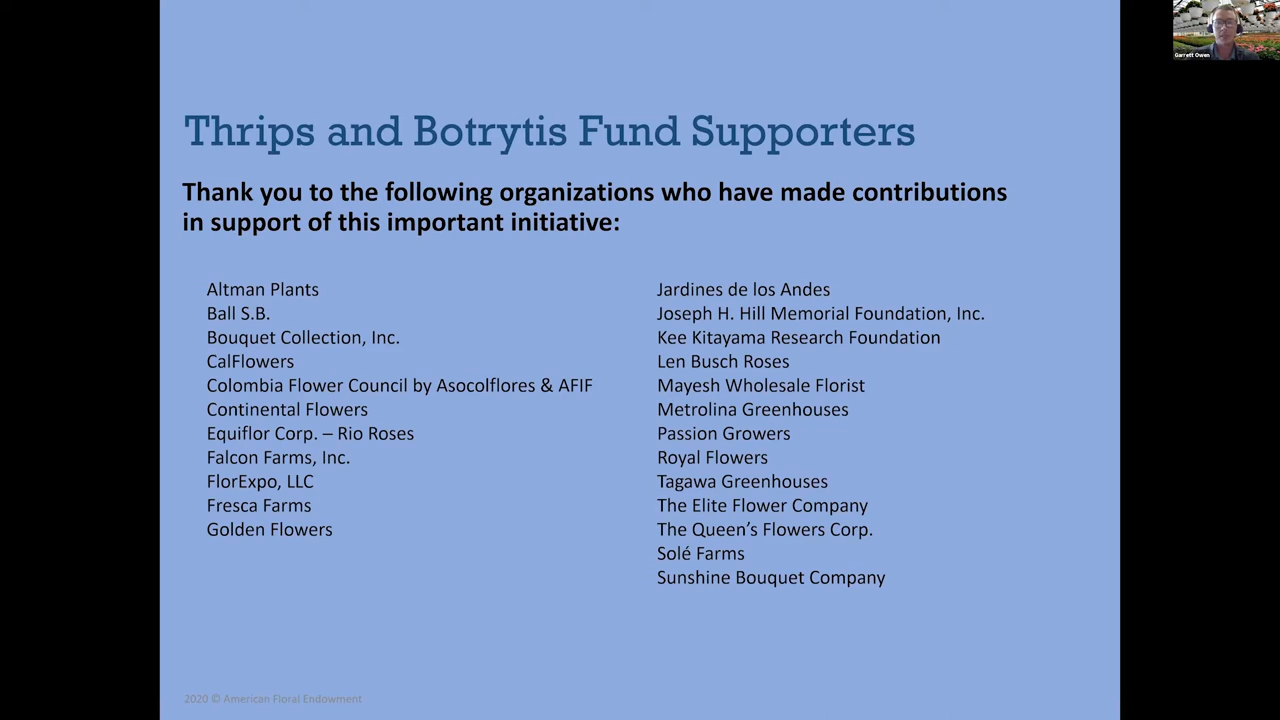 Thrips and Botrytis Fund Supporters
Thank you to the following organizations who have made contributions
in support of this important initiative:
Altman Plants
Ball S.B.
Bouquet Collection, Inc.
CalFlowers
Colombia Flower Council by Asocolflores & AFIF
Continental Flowers
Equiflor Corp. – Rio Roses
Falcon Farms, Inc.
FlorExpo, LLC
Fresca Farms
Golden Flowers
Jardines de los Andes
Joseph H. Hill Memorial Foundation, Inc.
Kee Kitayama Research Foundation
Len Busch Roses
Mayesh Wholesale Florist
Metrolina Greenhouses
Passion Growers
Royal Flowers
Tagawa Greenhouses
The Elite Flower Company
The Queen’s Flowers Corp.
Solé Farms
Sunshine Bouquet Company
2020 © American Floral Endowment
Garrett Owen